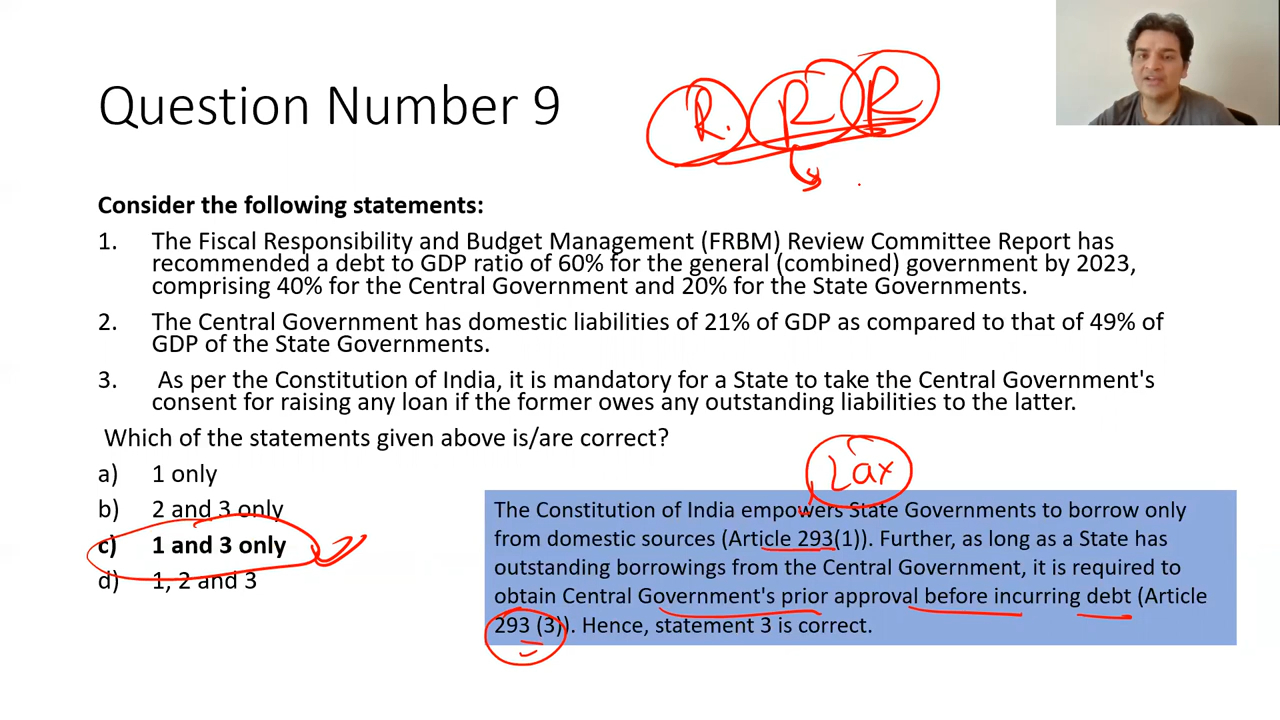 Question Number 9
R. R R
Consider the following statements:
1. The Fiscal Responsibility and Budget Management (FRBM) Review Committee Report has
recommended a debt to GDP ratio of 60% for the general (combined) government by 2023,
comprising 40% for the Central Government and 20% for the State Governments.
2. The Central Government has domestic liabilities of 21% of GDP as compared to that of 49% of
GDP of the State Governments.
3. As per the Constitution of India, it is mandatory for a State to take the Central Government's
consent for raising any loan if the former owes any outstanding liabilities to the latter.
Which of the statements given above is/are correct?
a) 1 only
b) 2 and 3 only
c) 1 and 3 only
d) 1, 2 and 3
Lax
The Constitution of India empowers State Governments to borrow only
from domestic sources (Article 293(1)). Further, as long as a State has
outstanding borrowings from the Central Government, it is required to
obtain Central Government's prior approval before incurring debt (Article
293 (3)). Hence, statement 3 is correct.